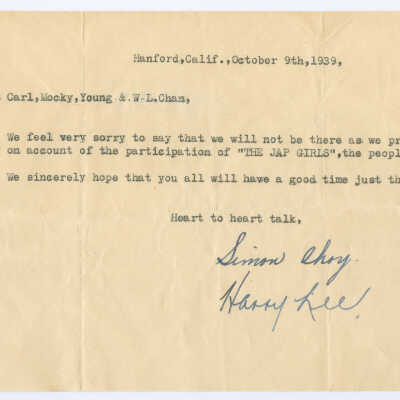 Hanford,Calif.,October 9th,1939,
Carl,Mocky,Young & W.L.Chan,
We feel very sorry to say that we will not be there as we pr
on account of the participation of "THE JAP GIRLS",the peopl
We sincerely hope that you all will have a good time just th
Heart to heart talk,
Simon Choy.
Harry Lee.